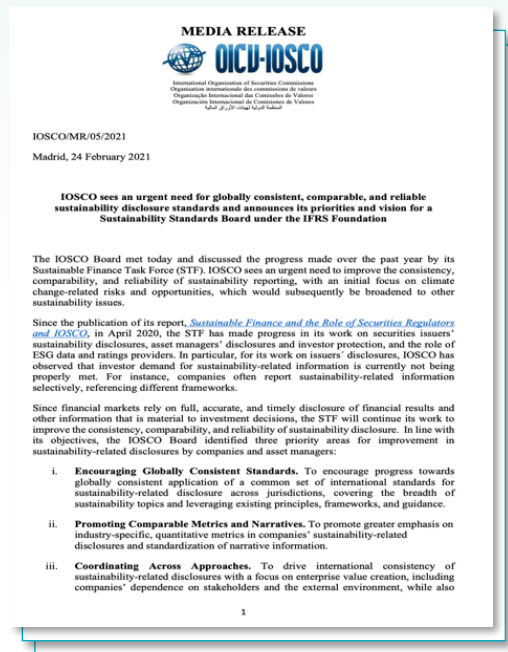 MEDIA RELEASE
OICU-IOSCO
International Organization of Securities Commissions
Organisation internationale des commissions de valeurs
Organização Internacional das Comissões de Valores
Organización Internacional de Comisiones de Valores
المنظمة الدولية لهيئات الأوراق المالية
IOSCO/MR/05/2021
Madrid, 24 February 2021
IOSCO sees an urgent need for globally consistent, comparable, and reliable
sustainability disclosure standards and announces its priorities and vision for a
Sustainability Standards Board under the IFRS Foundation
The IOSCO Board met today and discussed the progress made over the past year by its
Sustainable Finance Task Force (STF). IOSCO sees an urgent need to improve the consistency,
comparability, and reliability of sustainability reporting, with an initial focus on climate
change-related risks and opportunities, which would subsequently be broadened to other
sustainability issues.
Since the publication of its report, Sustainable Finance and the Role of Securities Regulators
and IOSCO, in April 2020, the STF has made progress in its work on securities issuers'
sustainability disclosures, asset managers' disclosures and investor protection, and the role of
ESG data and ratings providers. In particular, for its work on issuers´ disclosures, IOSCO has
observed that investor demand for sustainability-related information is currently not being
properly met. For instance, companies often report sustainability-related information
selectively, referencing different frameworks.
Since financial markets rely on full, accurate, and timely disclosure of financial results and
other information that is material to investment decisions, the STF will continue its work to
improve the consistency, comparability, and reliability of sustainability disclosure. In line with
its objectives, the IOSCO Board identified three priority areas for improvement in
sustainability-related disclosures by companies and asset managers:
i. Encouraging Globally Consistent Standards. To encourage progress towards
globally consistent application of a common set of international standards for
sustainability-related disclosure across jurisdictions, covering the breadth of
sustainability topics and leveraging existing principles, frameworks, and guidance.
ii. Promoting Comparable Metrics and Narratives. To promote greater emphasis on
industry-specific, quantitative metrics in companies' sustainability-related
disclosures and standardization of narrative information.
iii. Coordinating Across Approaches. To drive international consistency of
sustainability-related disclosures with a focus on enterprise value creation, including
companies' dependence on stakeholders and the external environment, while also
1